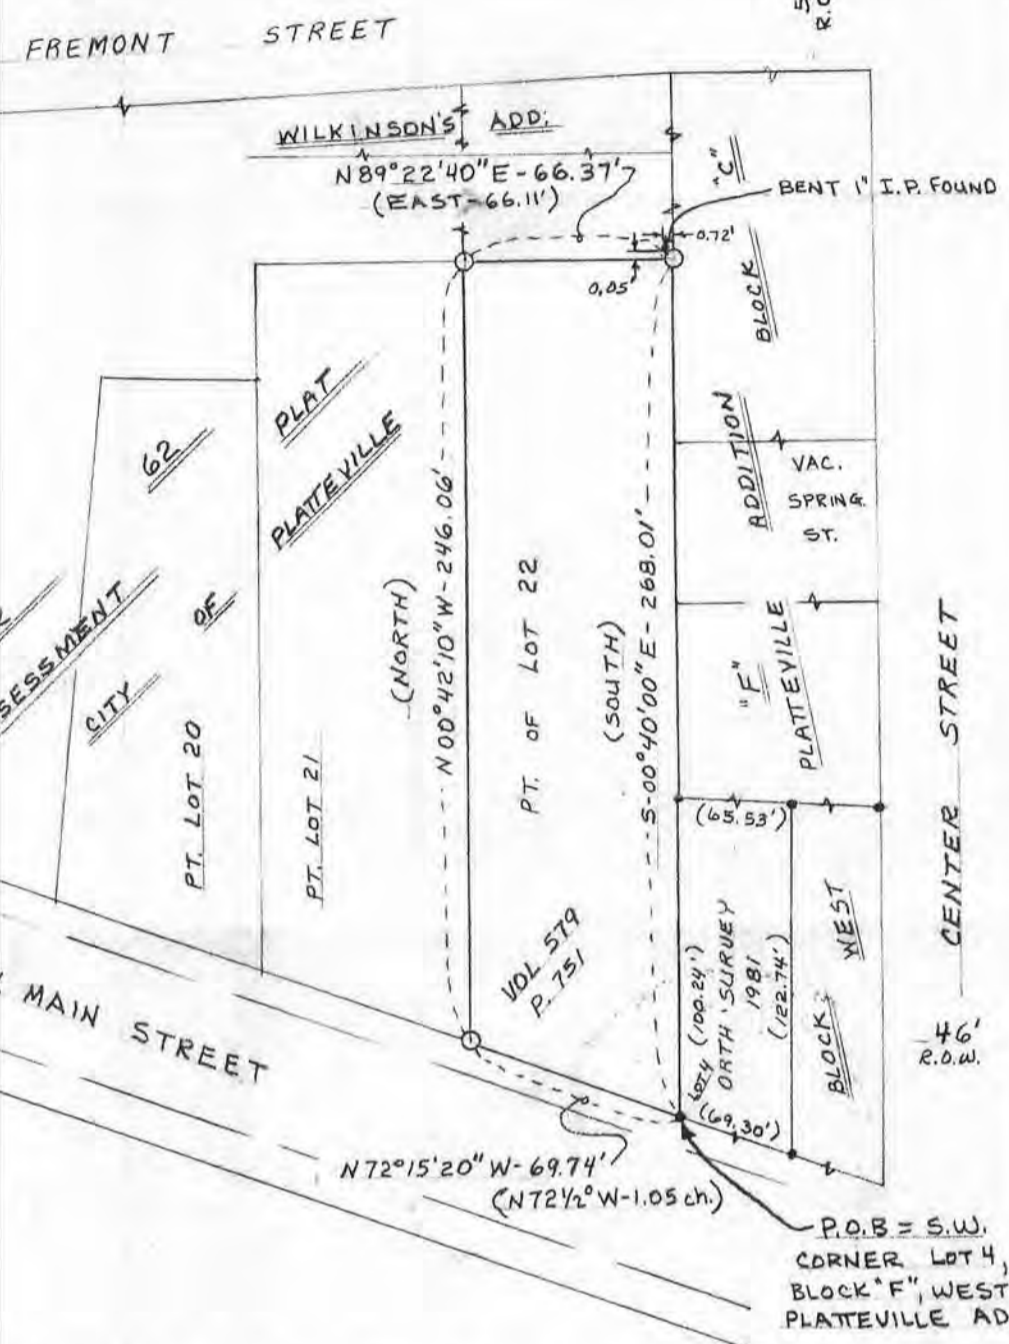 FREMONT STREET
WILKINSON'S ADD.
N89°22'40"E-66.37'
(EAST-66.11')
"C"
BENT 1" I.P. FOUND
0.72'
0.05'
BLOCK
62
PLAT
PLATTEVILLE
ADDITION
VAC.
SPRING
ST.
(NORTH)
N00°42'10"W-246.06'
PT. OF LOT 22
(SOUTH)
S-00°40'00"E-268.01'
SESSMENT
OF
CITY
"F"
PLATTEVILLE
PT. LOT 20
PT. LOT 21
CENTER STREET
(65.53')
VOL. 579
P. 751
LOT 4 (100.24')
ORTH SURVEY
1981
(122.74')
WEST
BLOCK
46'
R.O.W.
MAIN STREET
(69.30')
N72°15'20"W-69.74'
(N72½°W-1.05 ch.)
P.O.B = S.W.
CORNER LOT 4,
BLOCK "F", WEST
PLATTEVILLE AD